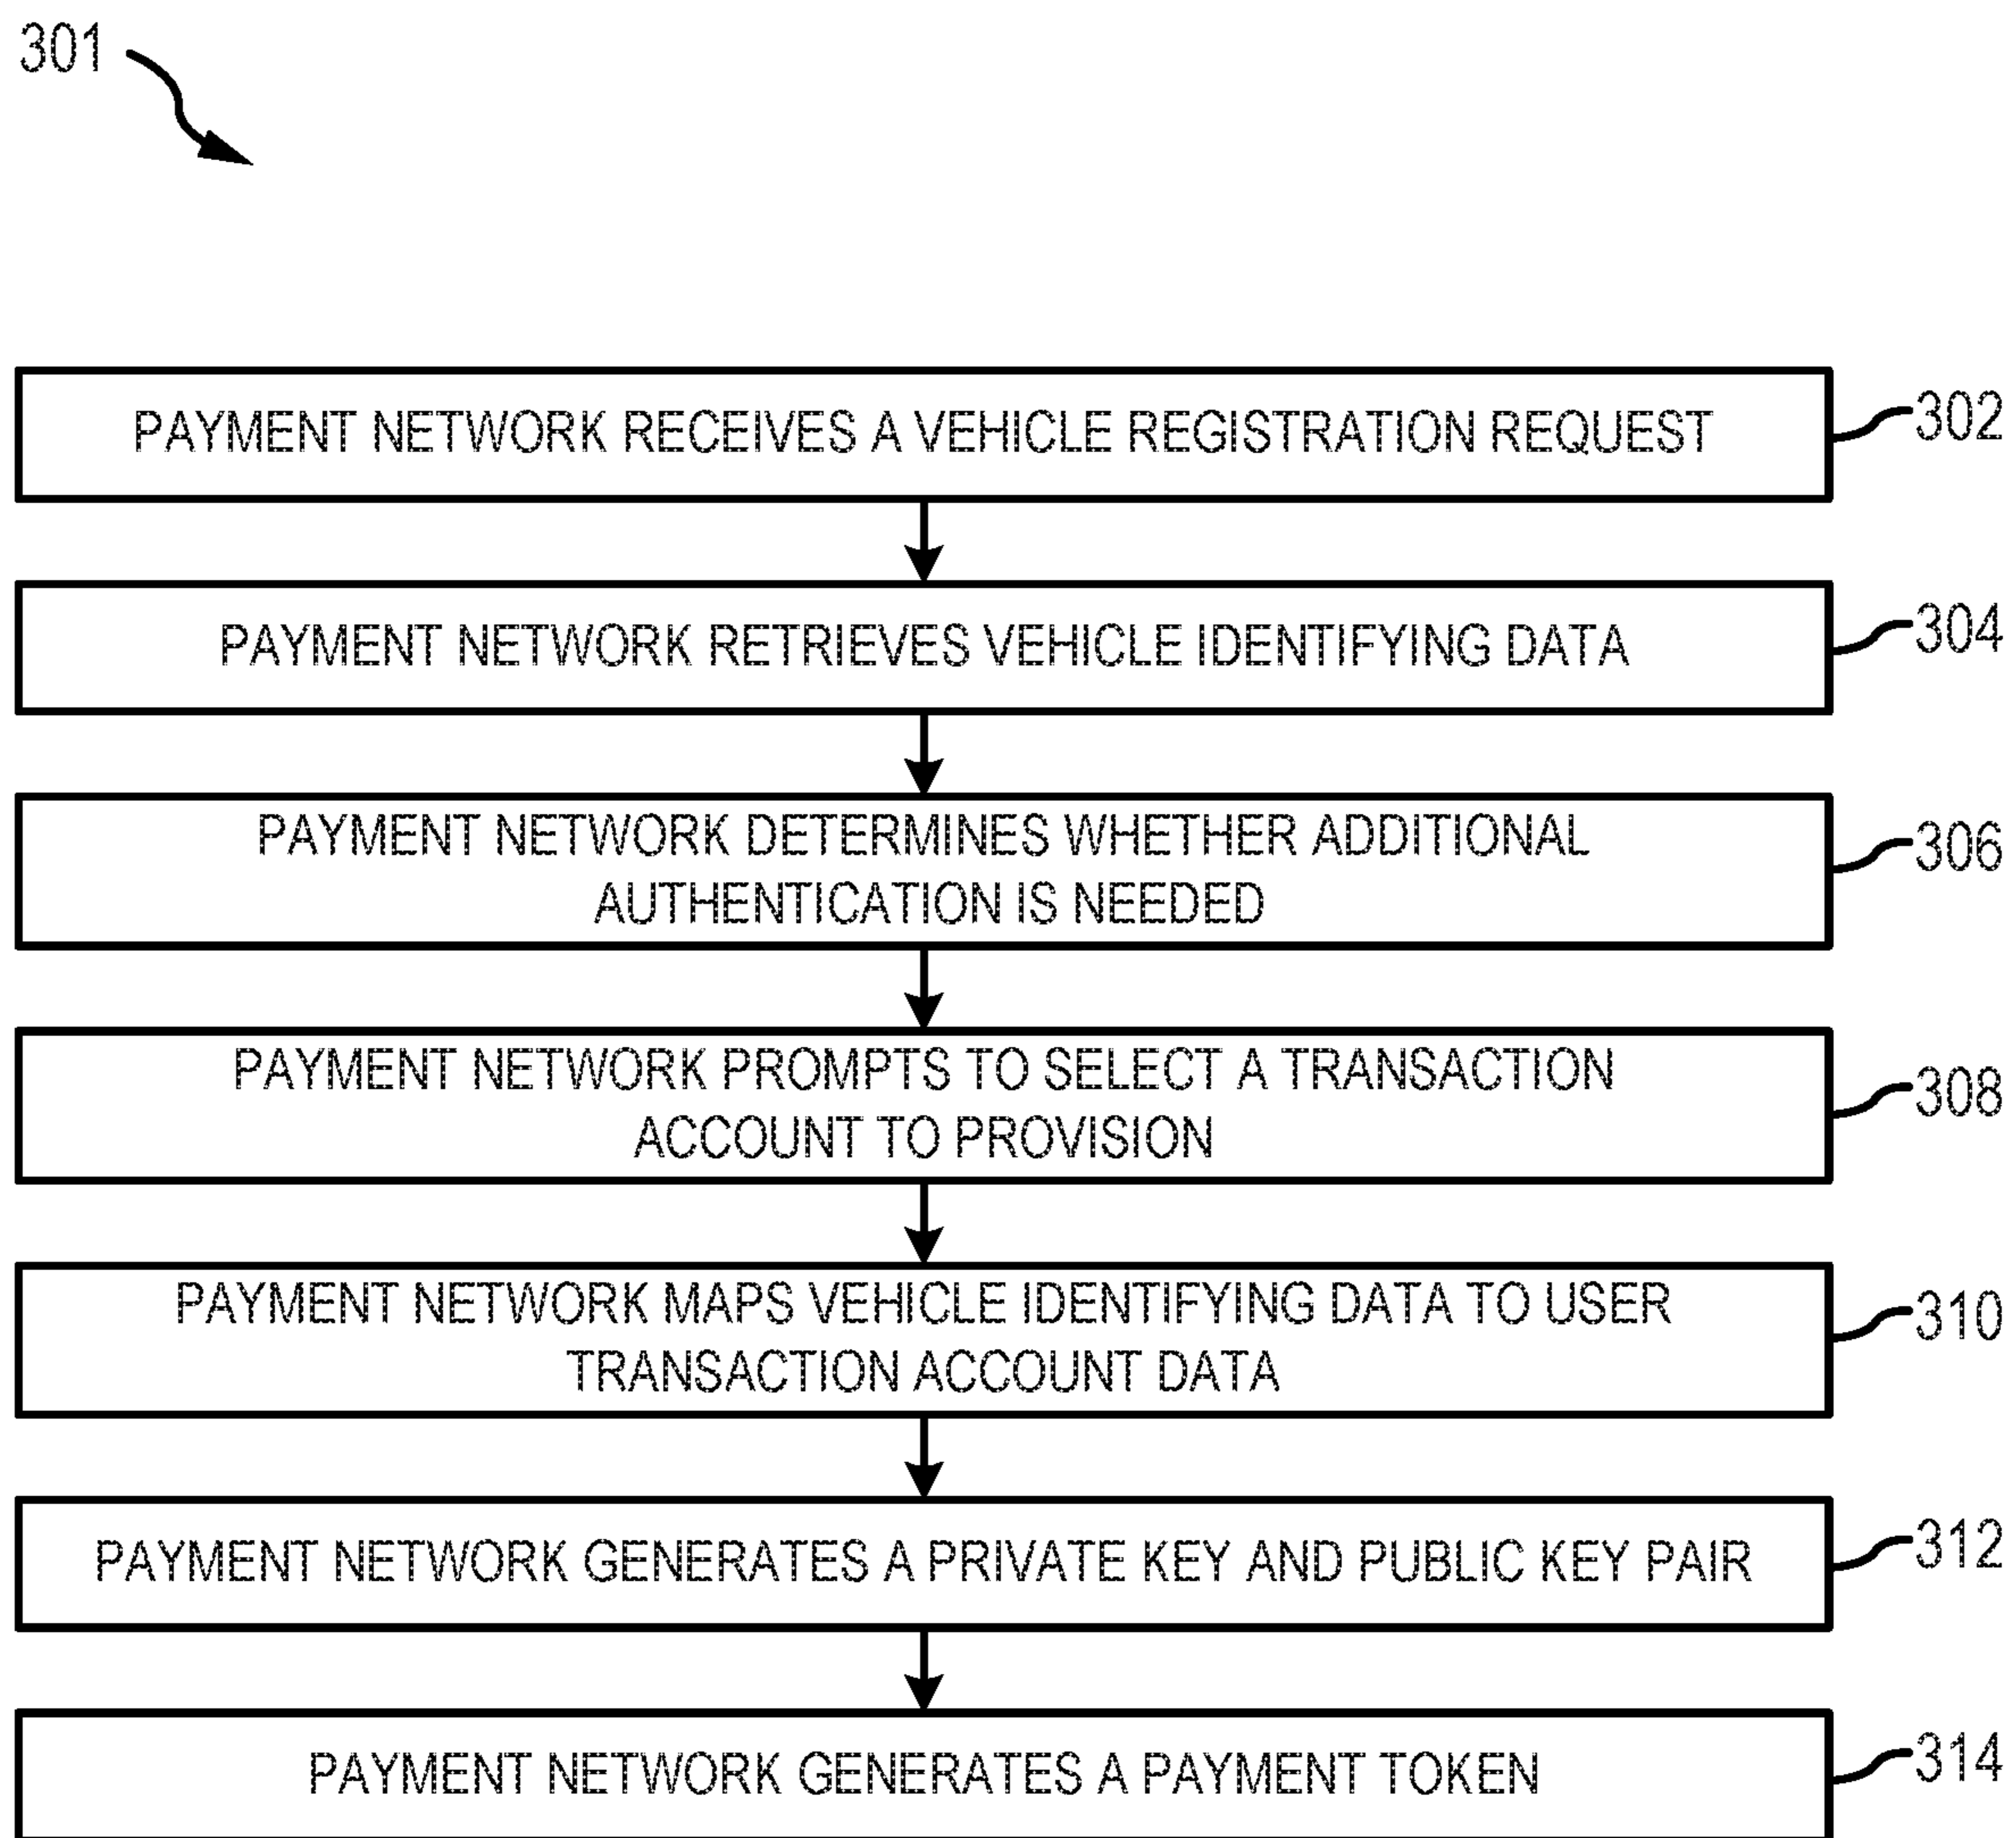 301
PAYMENT NETWORK RECEIVES A VEHICLE REGISTRATION REQUEST
302
PAYMENT NETWORK RETRIEVES VEHICLE IDENTIFYING DATA
304
PAYMENT NETWORK DETERMINES WHETHER ADDITIONAL
AUTHENTICATION IS NEEDED
306
PAYMENT NETWORK PROMPTS TO SELECT A TRANSACTION
ACCOUNT TO PROVISION
308
PAYMENT NETWORK MAPS VEHICLE IDENTIFYING DATA TO USER
TRANSACTION ACCOUNT DATA
310
PAYMENT NETWORK GENERATES A PRIVATE KEY AND PUBLIC KEY PAIR
312
PAYMENT NETWORK GENERATES A PAYMENT TOKEN
314